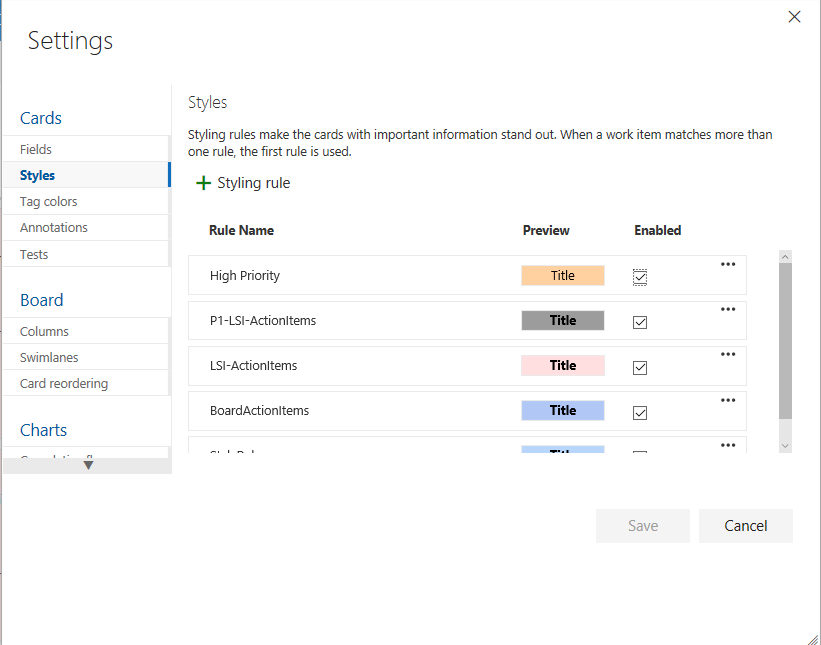 Settings
Cards
Fields
Styles
Tag colors
Annotations
Tests
Board
Columns
Swimlanes
Card reordering
Charts
Styles
Styling rules make the cards with important information stand out. When a work item matches more than
one rule, the first rule is used.
+ Styling rule
Rule Name Preview Enabled
High Priority Title
P1-LSI-ActionItems Title
LSI-ActionItems Title
BoardActionItems Title
Title
Save Cancel